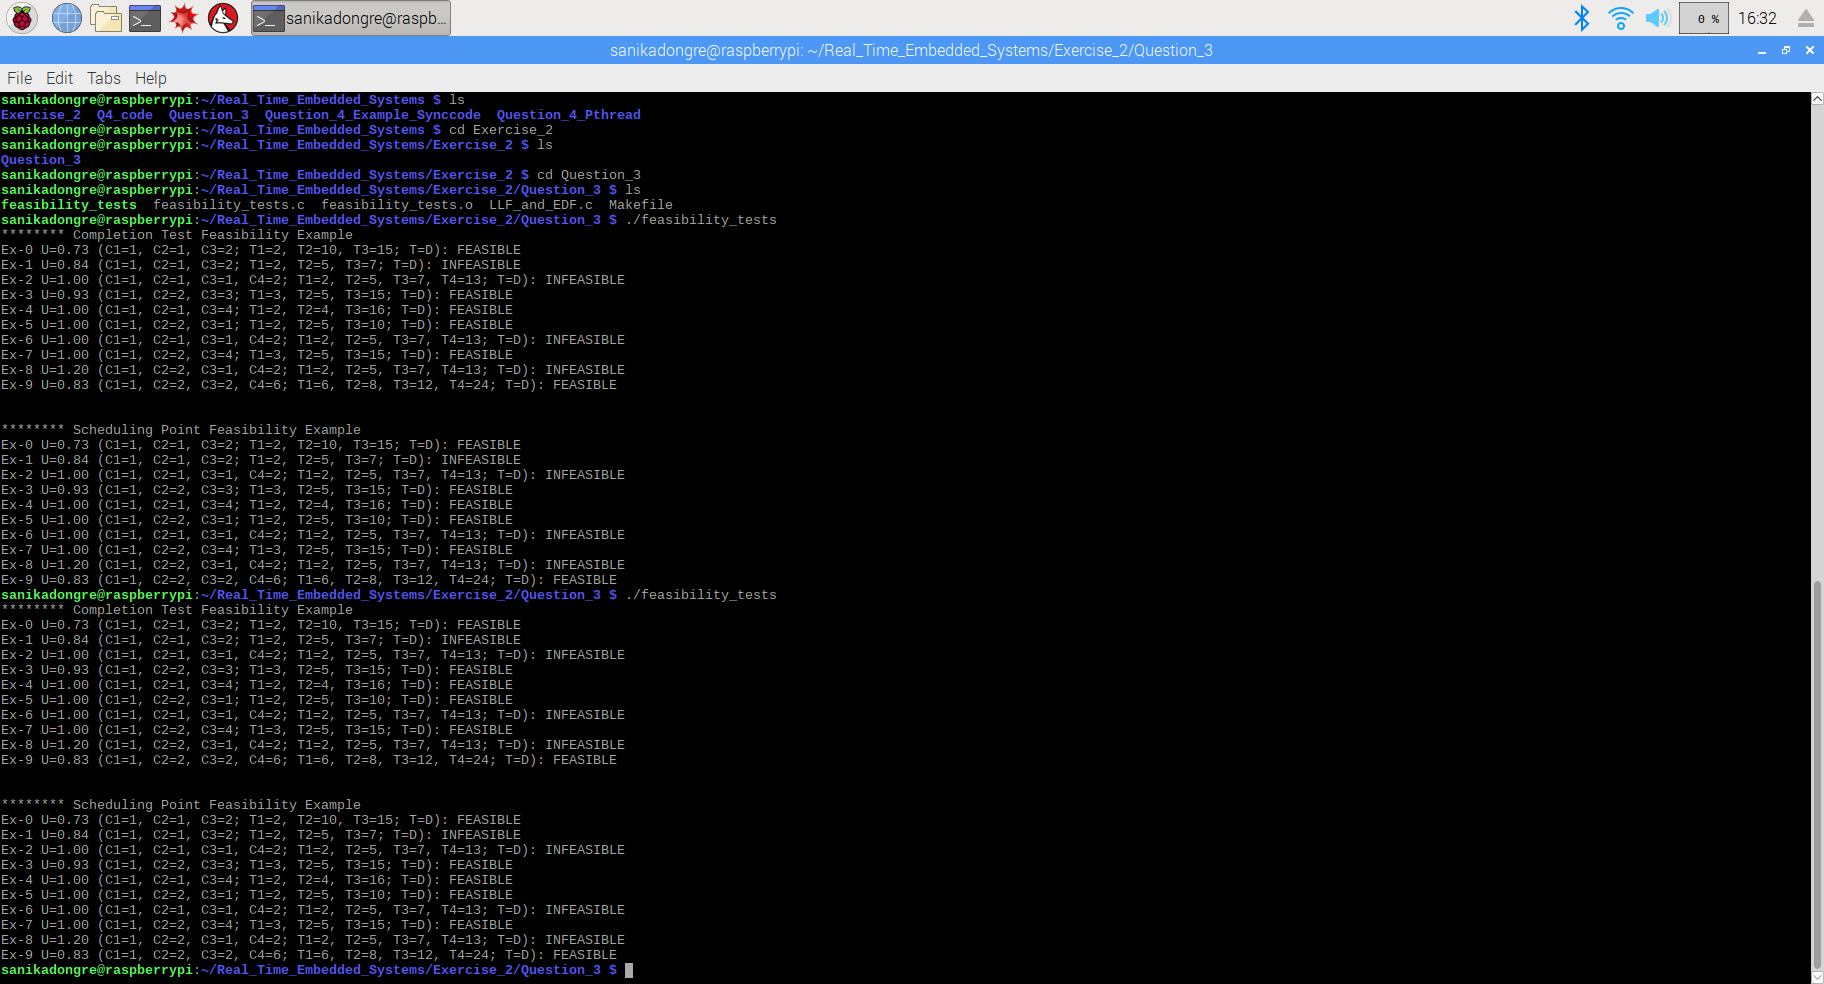 sanikadongre@raspb...
0 %
16:32
sanikadongre@raspberrypi: ~/Real_Time_Embedded_Systems/Exercise_2/Question_3
File Edit Tabs Help
sanikadongre@raspberrypi:~/Real_Time_Embedded_Systems $ ls
Exercise_2  Q4_code  Question_3  Question_4_Example_Synccode  Question_4_Pthread
sanikadongre@raspberrypi:~/Real_Time_Embedded_Systems $ cd Exercise_2
sanikadongre@raspberrypi:~/Real_Time_Embedded_Systems/Exercise_2 $ ls
Question_3
sanikadongre@raspberrypi:~/Real_Time_Embedded_Systems/Exercise_2 $ cd Question_3
sanikadongre@raspberrypi:~/Real_Time_Embedded_Systems/Exercise_2/Question_3 $ ls
feasibility_tests  feasibility_tests.c  feasibility_tests.o  LLF_and_EDF.c  Makefile
sanikadongre@raspberrypi:~/Real_Time_Embedded_Systems/Exercise_2/Question_3 $ ./feasibility_tests
******** Completion Test Feasibility Example
Ex-0 U=0.73 (C1=1, C2=1, C3=2; T1=2, T2=10, T3=15; T=D): FEASIBLE
Ex-1 U=0.84 (C1=1, C2=1, C3=2; T1=2, T2=5, T3=7; T=D): INFEASIBLE
Ex-2 U=1.00 (C1=1, C2=1, C3=1, C4=2; T1=2, T2=5, T3=7, T4=13; T=D): INFEASIBLE
Ex-3 U=0.93 (C1=1, C2=2, C3=3; T1=3, T2=5, T3=15; T=D): FEASIBLE
Ex-4 U=1.00 (C1=1, C2=1, C3=4; T1=2, T2=4, T3=16; T=D): FEASIBLE
Ex-5 U=1.00 (C1=1, C2=2, C3=1; T1=2, T2=5, T3=10; T=D): FEASIBLE
Ex-6 U=1.00 (C1=1, C2=1, C3=1, C4=2; T1=2, T2=5, T3=7, T4=13; T=D): INFEASIBLE
Ex-7 U=1.00 (C1=1, C2=2, C3=4; T1=3, T2=5, T3=15; T=D): FEASIBLE
Ex-8 U=1.20 (C1=1, C2=2, C3=1, C4=2; T1=2, T2=5, T3=7, T4=13; T=D): INFEASIBLE
Ex-9 U=0.83 (C1=1, C2=2, C3=2, C4=6; T1=6, T2=8, T3=12, T4=24; T=D): FEASIBLE
******** Scheduling Point Feasibility Example
Ex-0 U=0.73 (C1=1, C2=1, C3=2; T1=2, T2=10, T3=15; T=D): FEASIBLE
Ex-1 U=0.84 (C1=1, C2=1, C3=2; T1=2, T2=5, T3=7; T=D): INFEASIBLE
Ex-2 U=1.00 (C1=1, C2=1, C3=1, C4=2; T1=2, T2=5, T3=7, T4=13; T=D): INFEASIBLE
Ex-3 U=0.93 (C1=1, C2=2, C3=3; T1=3, T2=5, T3=15; T=D): FEASIBLE
Ex-4 U=1.00 (C1=1, C2=1, C3=4; T1=2, T2=4, T3=16; T=D): FEASIBLE
Ex-5 U=1.00 (C1=1, C2=2, C3=1; T1=2, T2=5, T3=10; T=D): FEASIBLE
Ex-6 U=1.00 (C1=1, C2=1, C3=1, C4=2; T1=2, T2=5, T3=7, T4=13; T=D): INFEASIBLE
Ex-7 U=1.00 (C1=1, C2=2, C3=4; T1=3, T2=5, T3=15; T=D): FEASIBLE
Ex-8 U=1.20 (C1=1, C2=2, C3=1, C4=2; T1=2, T2=5, T3=7, T4=13; T=D): INFEASIBLE
Ex-9 U=0.83 (C1=1, C2=2, C3=2, C4=6; T1=6, T2=8, T3=12, T4=24; T=D): FEASIBLE
sanikadongre@raspberrypi:~/Real_Time_Embedded_Systems/Exercise_2/Question_3 $ ./feasibility_tests
******** Completion Test Feasibility Example
Ex-0 U=0.73 (C1=1, C2=1, C3=2; T1=2, T2=10, T3=15; T=D): FEASIBLE
Ex-1 U=0.84 (C1=1, C2=1, C3=2; T1=2, T2=5, T3=7; T=D): INFEASIBLE
Ex-2 U=1.00 (C1=1, C2=1, C3=1, C4=2; T1=2, T2=5, T3=7, T4=13; T=D): INFEASIBLE
Ex-3 U=0.93 (C1=1, C2=2, C3=3; T1=3, T2=5, T3=15; T=D): FEASIBLE
Ex-4 U=1.00 (C1=1, C2=1, C3=4; T1=2, T2=4, T3=16; T=D): FEASIBLE
Ex-5 U=1.00 (C1=1, C2=2, C3=1; T1=2, T2=5, T3=10; T=D): FEASIBLE
Ex-6 U=1.00 (C1=1, C2=1, C3=1, C4=2; T1=2, T2=5, T3=7, T4=13; T=D): INFEASIBLE
Ex-7 U=1.00 (C1=1, C2=2, C3=4; T1=3, T2=5, T3=15; T=D): FEASIBLE
Ex-8 U=1.20 (C1=1, C2=2, C3=1, C4=2; T1=2, T2=5, T3=7, T4=13; T=D): INFEASIBLE
Ex-9 U=0.83 (C1=1, C2=2, C3=2, C4=6; T1=6, T2=8, T3=12, T4=24; T=D): FEASIBLE
******** Scheduling Point Feasibility Example
Ex-0 U=0.73 (C1=1, C2=1, C3=2; T1=2, T2=10, T3=15; T=D): FEASIBLE
Ex-1 U=0.84 (C1=1, C2=1, C3=2; T1=2, T2=5, T3=7; T=D): INFEASIBLE
Ex-2 U=1.00 (C1=1, C2=1, C3=1, C4=2; T1=2, T2=5, T3=7, T4=13; T=D): INFEASIBLE
Ex-3 U=0.93 (C1=1, C2=2, C3=3; T1=3, T2=5, T3=15; T=D): FEASIBLE
Ex-4 U=1.00 (C1=1, C2=1, C3=4; T1=2, T2=4, T3=16; T=D): FEASIBLE
Ex-5 U=1.00 (C1=1, C2=2, C3=1; T1=2, T2=5, T3=10; T=D): FEASIBLE
Ex-6 U=1.00 (C1=1, C2=1, C3=1, C4=2; T1=2, T2=5, T3=7, T4=13; T=D): INFEASIBLE
Ex-7 U=1.00 (C1=1, C2=2, C3=4; T1=3, T2=5, T3=15; T=D): FEASIBLE
Ex-8 U=1.20 (C1=1, C2=2, C3=1, C4=2; T1=2, T2=5, T3=7, T4=13; T=D): INFEASIBLE
Ex-9 U=0.83 (C1=1, C2=2, C3=2, C4=6; T1=6, T2=8, T3=12, T4=24; T=D): FEASIBLE
sanikadongre@raspberrypi:~/Real_Time_Embedded_Systems/Exercise_2/Question_3 $